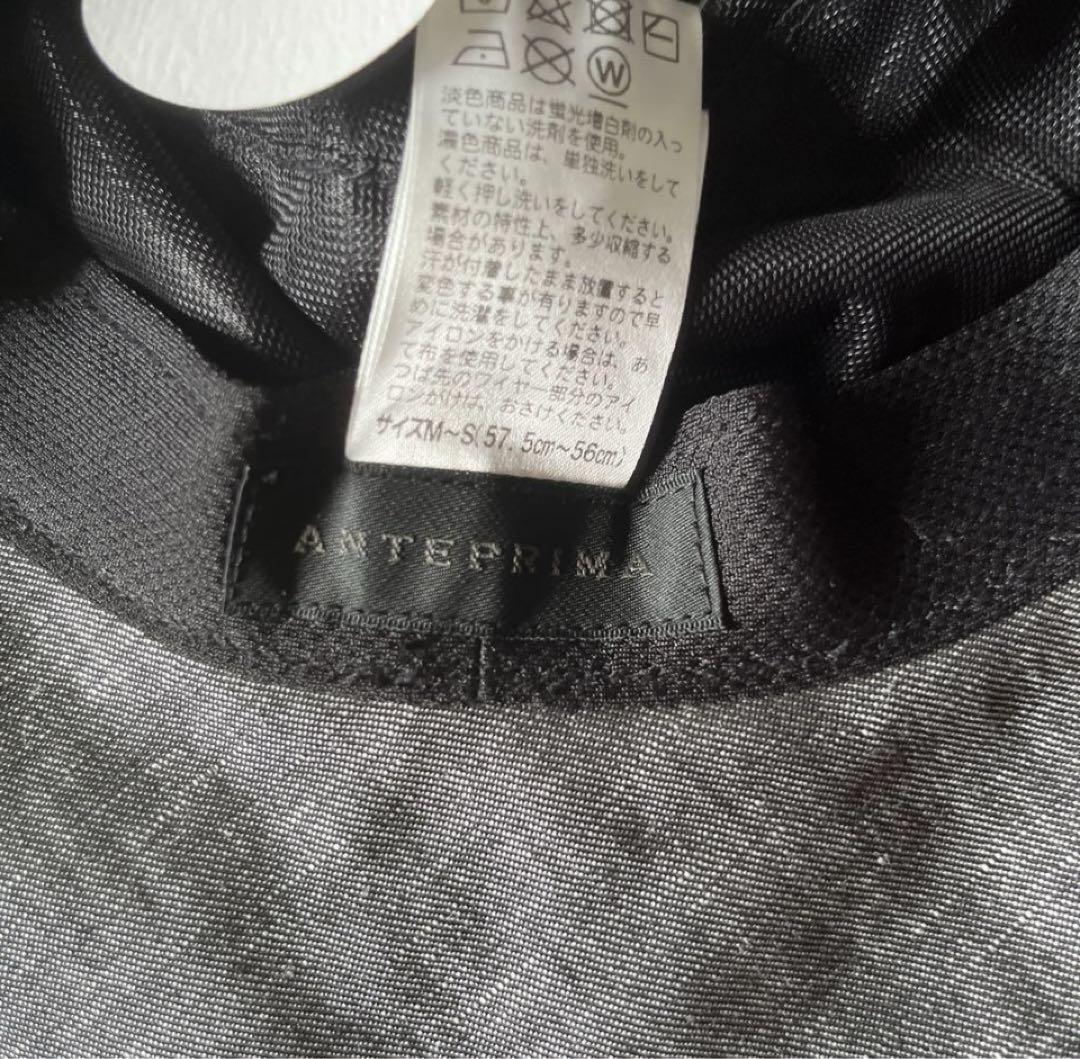 W
淡色商品は蛍光増白剤の入っ
ていない洗剤を使用。
濃色商品は、単独洗いをして
ください。
軽く押し洗いをしてください。
素材の特性上、多少収縮する
場合があります。
汗が付着したまま放置すると
変色する事が有りますので早
めに洗濯をしてください。
アイロンをかける場合は、あ
て布を使用してください。
つば先のワイヤー部分のアイ
ロンがけは、おさけください。
サイズM～S(57.5cm～56cm)
ANTEPRIMA